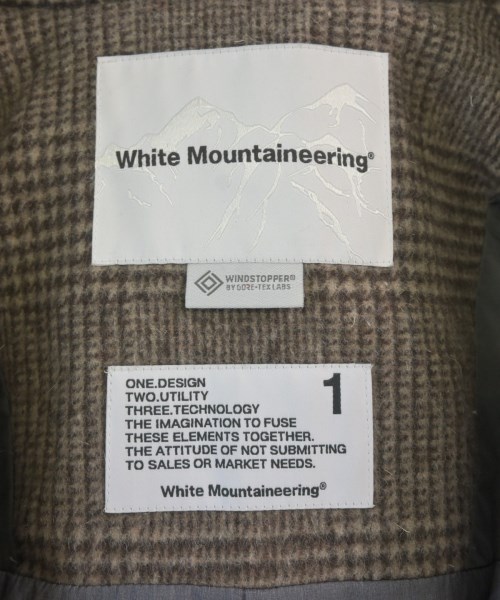 White Mountaineering®
WINDSTOPPER®
BY GORE-TEX LABS
ONE.DESIGN 1
TWO.UTILITY
THREE.TECHNOLOGY
THE IMAGINATION TO FUSE
THESE ELEMENTS TOGETHER.
THE ATTITUDE OF NOT SUBMITTING
TO SALES OR MARKET NEEDS.
White Mountaineering®